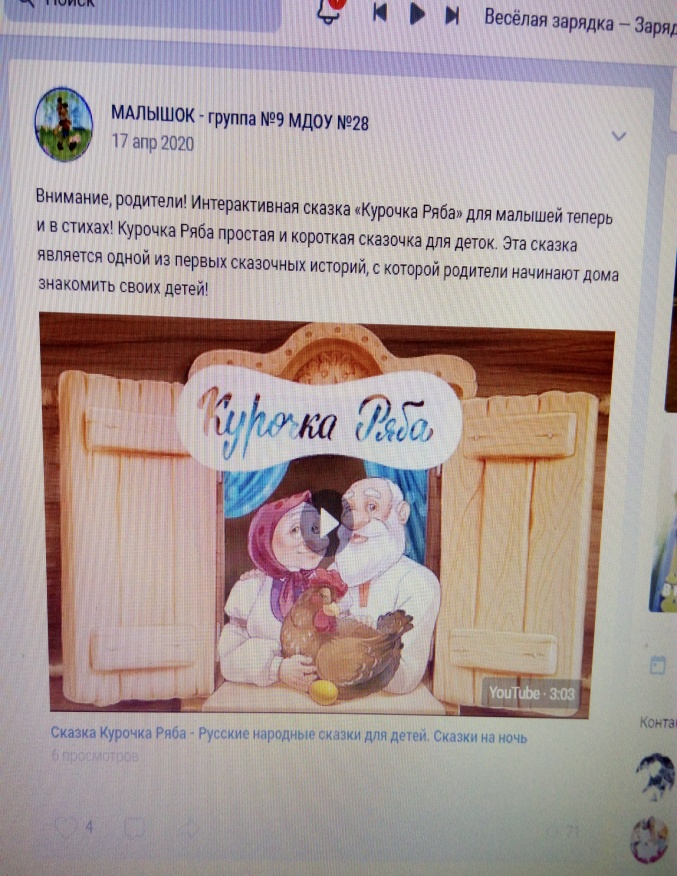 Поиск
Весёлая зарядка — Заряд
МАЛЫШОК - группа №9 МДОУ №28
17 апр 2020
Внимание, родители! Интерактивная сказка «Курочка Ряба» для малышей теперь
и в стихах! Курочка Ряба простая и короткая сказочка для деток. Эта сказка
является одной из первых сказочных историй, с которой родители начинают дома
знакомить своих детей!
Курочка Ряба
YouTube · 3:03
Сказка Курочка Ряба - Русские народные сказки для детей. Сказки на ночь
6 просмотров
Конта
4
71